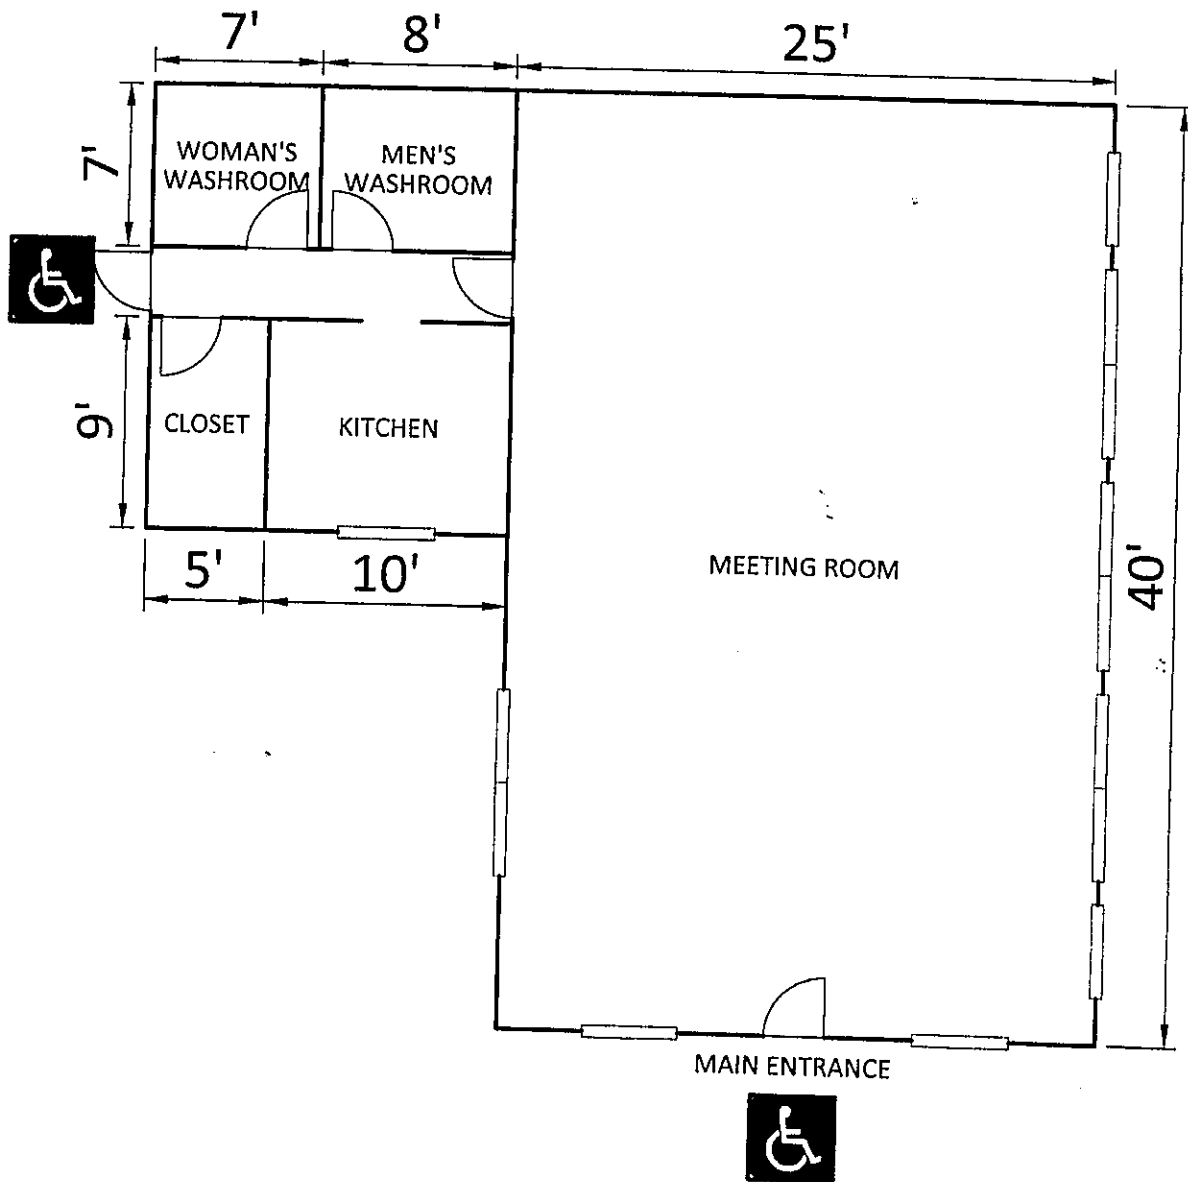 7' 8' 25'
7'
WOMAN'S
WASHROOM
MEN'S
WASHROOM
9'
CLOSET
KITCHEN
5' 10'
MEETING ROOM
40'
MAIN ENTRANCE